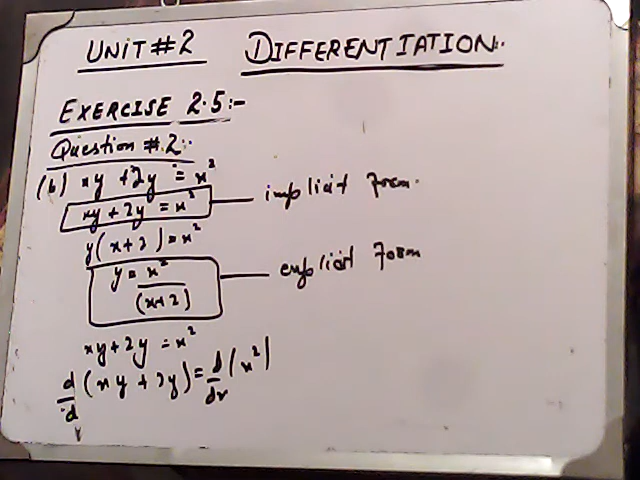 UNIT #2 DIFFERENTIATION:-
EXERCISE 2.5:-
Question #2:-
(b) xy + 2y = x²
xy + 2y = x² implicit Form.
y(x+2) = x²
y = x²/(x+2) explicit Form
xy + 2y = x²
d/d (xy + 2y) = d/dx (x²)